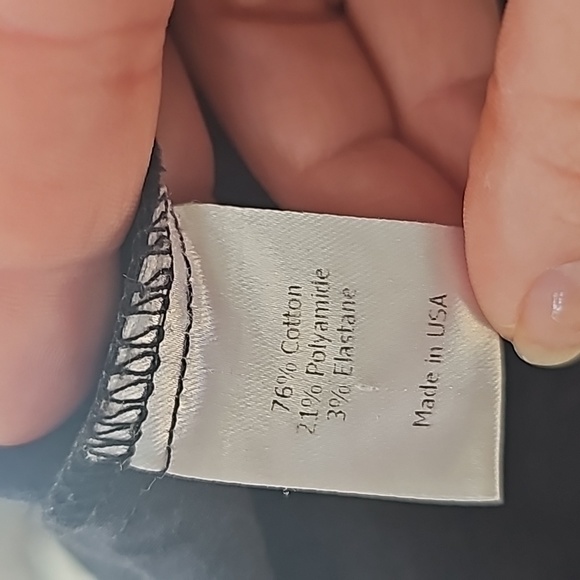 76% Cotton
21% Polyamide
3% Elastane
Made in USA